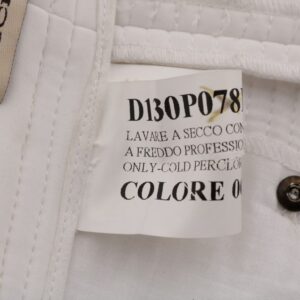 D130P078
LAVARE A SECCO CON
A FREDDO PROFESSIO
ONLY-COLD PERCLO
COLORE 0